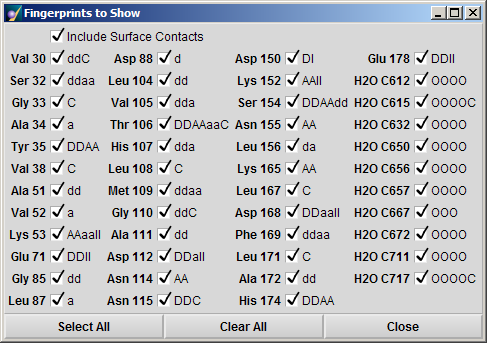 Fingerprints to Show
Include Surface Contacts
Val 30 ddC Asp 88 d Asp 150 DI Glu 178 DDII
Ser 32 ddaa Leu 104 dd Lys 152 AAII H2O C612 OOOO
Gly 33 C Val 105 dda Ser 154 DDAAdd H2O C615 OOOOC
Ala 34 a Thr 106 DDAAaaC Asn 155 AA H2O C632 OOOO
Tyr 35 DDAA His 107 dda Leu 156 da H2O C650 OOOO
Val 38 C Leu 108 C Lys 165 AA H2O C656 OOOO
Ala 51 dd Met 109 ddaa Leu 167 C H2O C657 OOOO
Val 52 a Gly 110 ddC Asp 168 DDaaII H2O C667 OOO
Lys 53 AAaaII Ala 111 dd Phe 169 ddaa H2O C672 OOOO
Glu 71 DDII Asp 112 DDaII Leu 171 C H2O C711 OOOO
Gly 85 dd Asn 114 AA Ala 172 dd H2O C717 OOOOC
Leu 87 a Asn 115 DDC His 174 DDAA
Select All Clear All Close